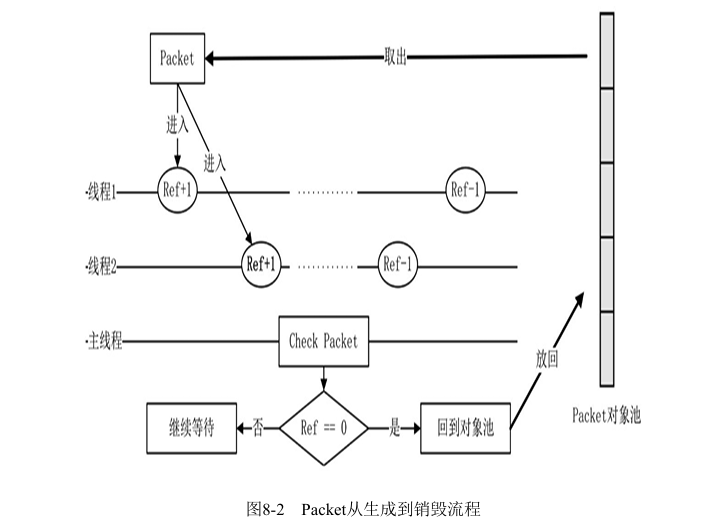 Packet
取出
进入
进入
线程1
Ref+1
............
Ref-1
线程2
Ref+1
............
Ref-1
主线程
Check Packet
放回
Packet对象池
继续等待
否
Ref == 0
是
回到对象池
图8-2 Packet从生成到销毁流程